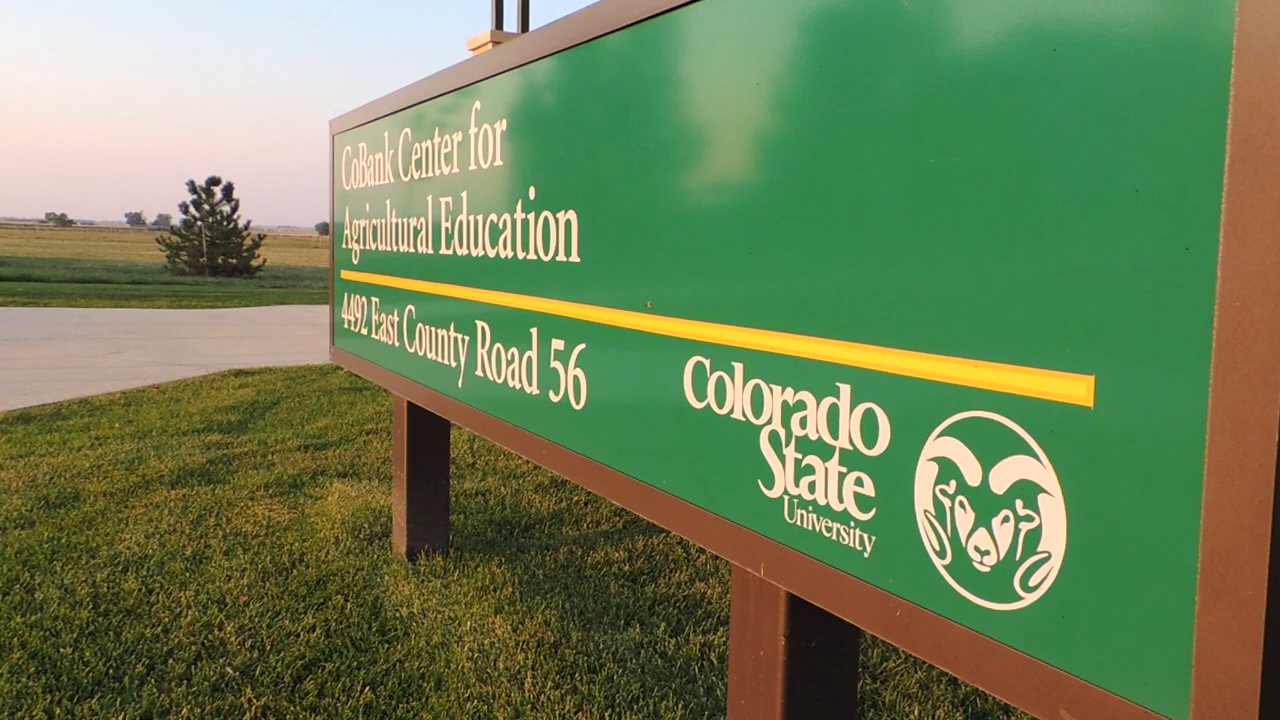 CoBank Center for
Agricultural Education
4492 East County Road 56
Colorado
State
University